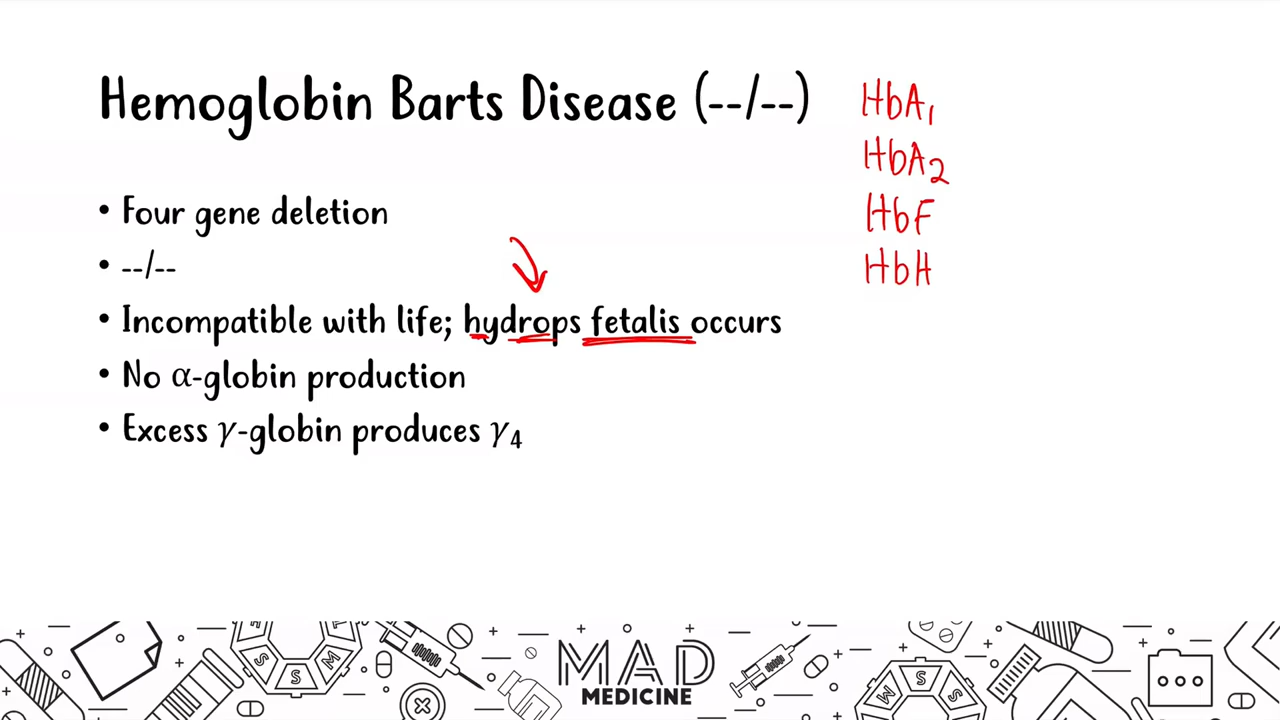 Hemoglobin Barts Disease (--/--)
HbA1
HbA2
HbF
HbH
• Four gene deletion
• --/--
• Incompatible with life; hydrops fetalis occurs
• No α-globin production
• Excess γ-globin produces γ4
MAD
MEDICINE
S
S
M
M
S
S